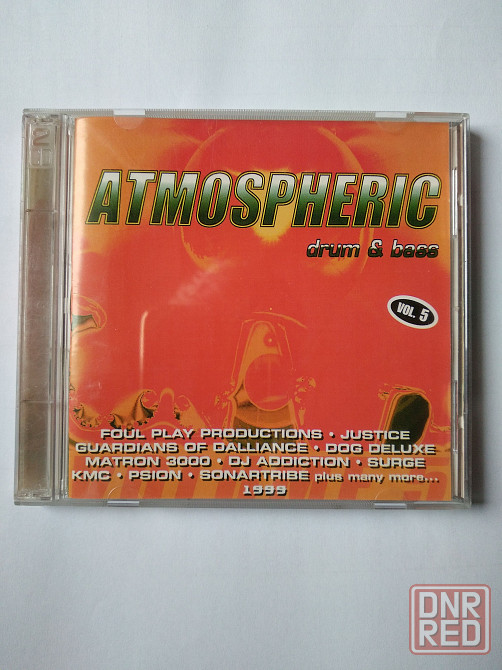 ATMOSPHERIC
drum & bass
VOL. 5
FOUL PLAY PRODUCTIONS • JUSTICE
GUARDIANS OF DALLIANCE • DOG DELUXE
MATRON 3000 • DJ ADDICTION • SURGE
KMC • PSION • SONARTRIBE plus many more...
1999
DNR
RED